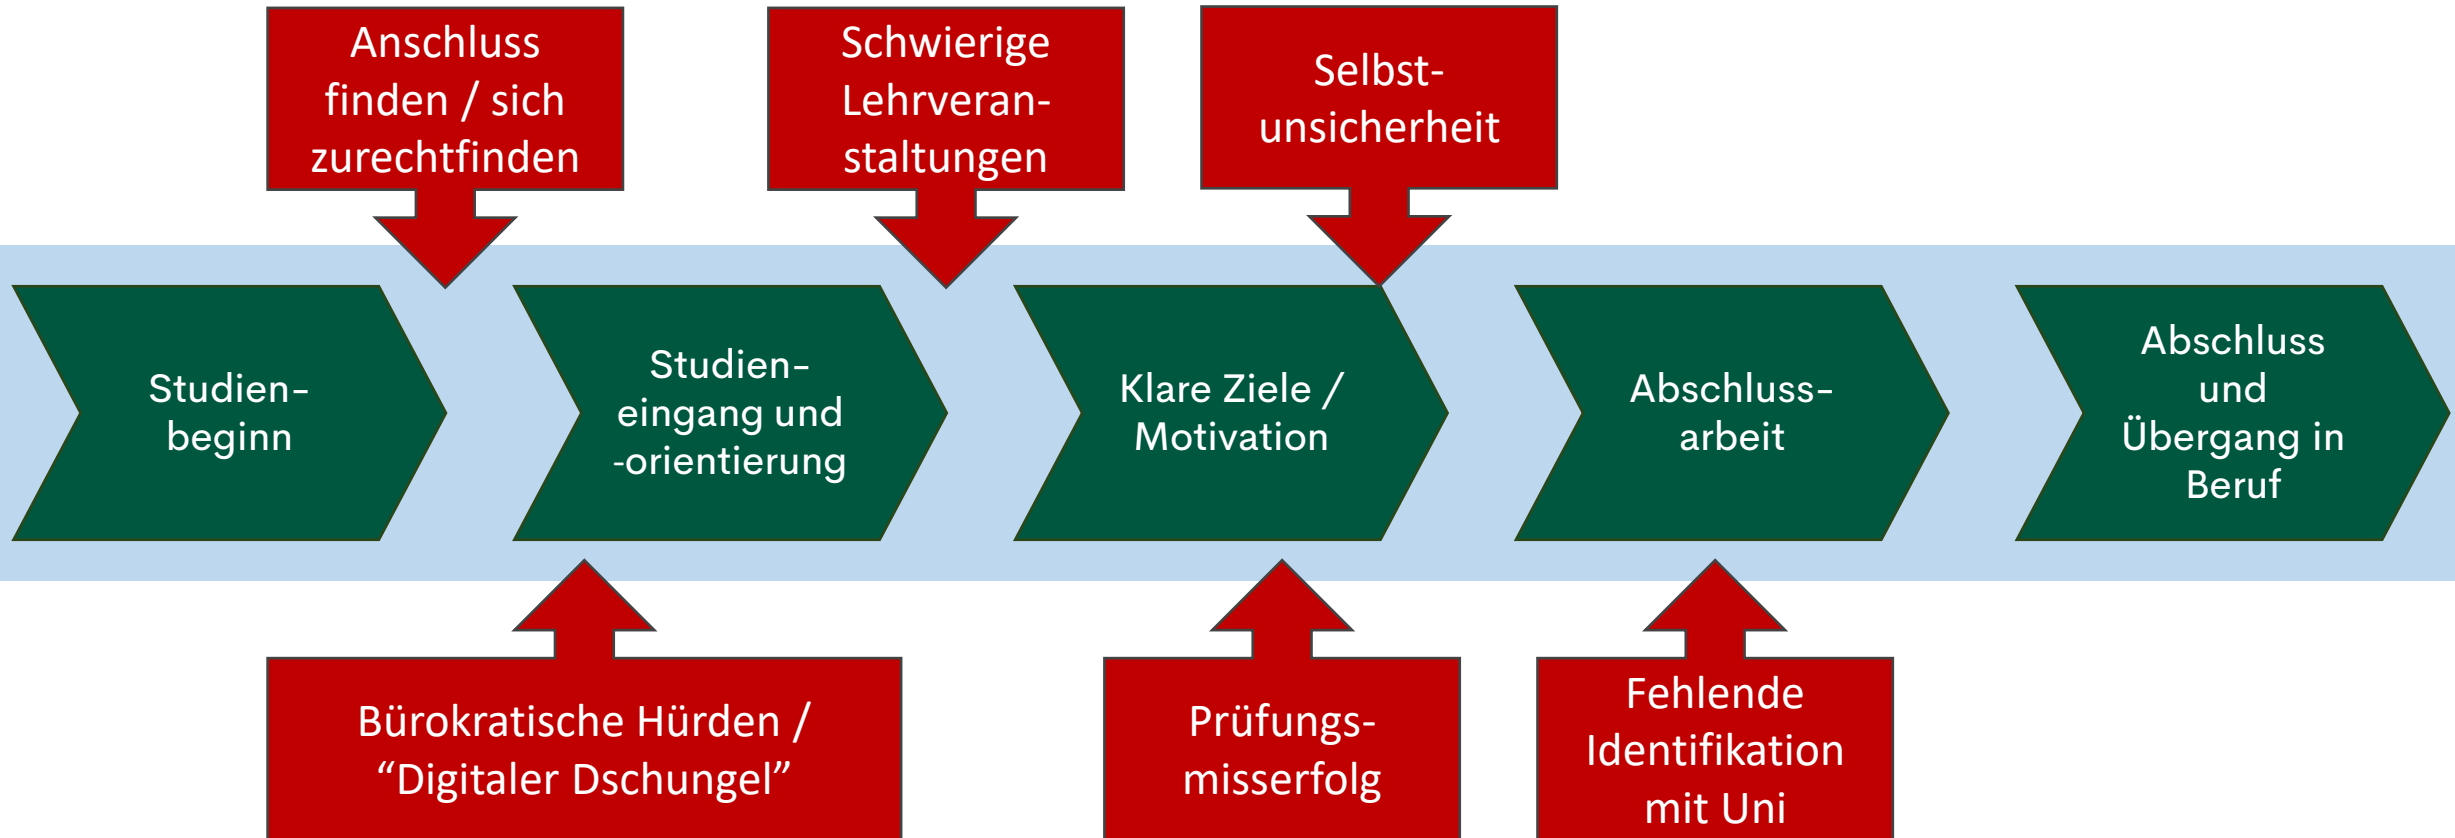 Anschluss
finden / sich
zurechtfinden
Schwierige
Lehrveran-
staltungen
Selbst-
unsicherheit
Studien-
beginn
Studien-
eingang und
-orientierung
Klare Ziele /
Motivation
Abschluss-
arbeit
Abschluss
und
Übergang in
Beruf
Bürokratische Hürden /
“Digitaler Dschungel”
Prüfungs-
misserfolg
Fehlende
Identifikation
mit Uni